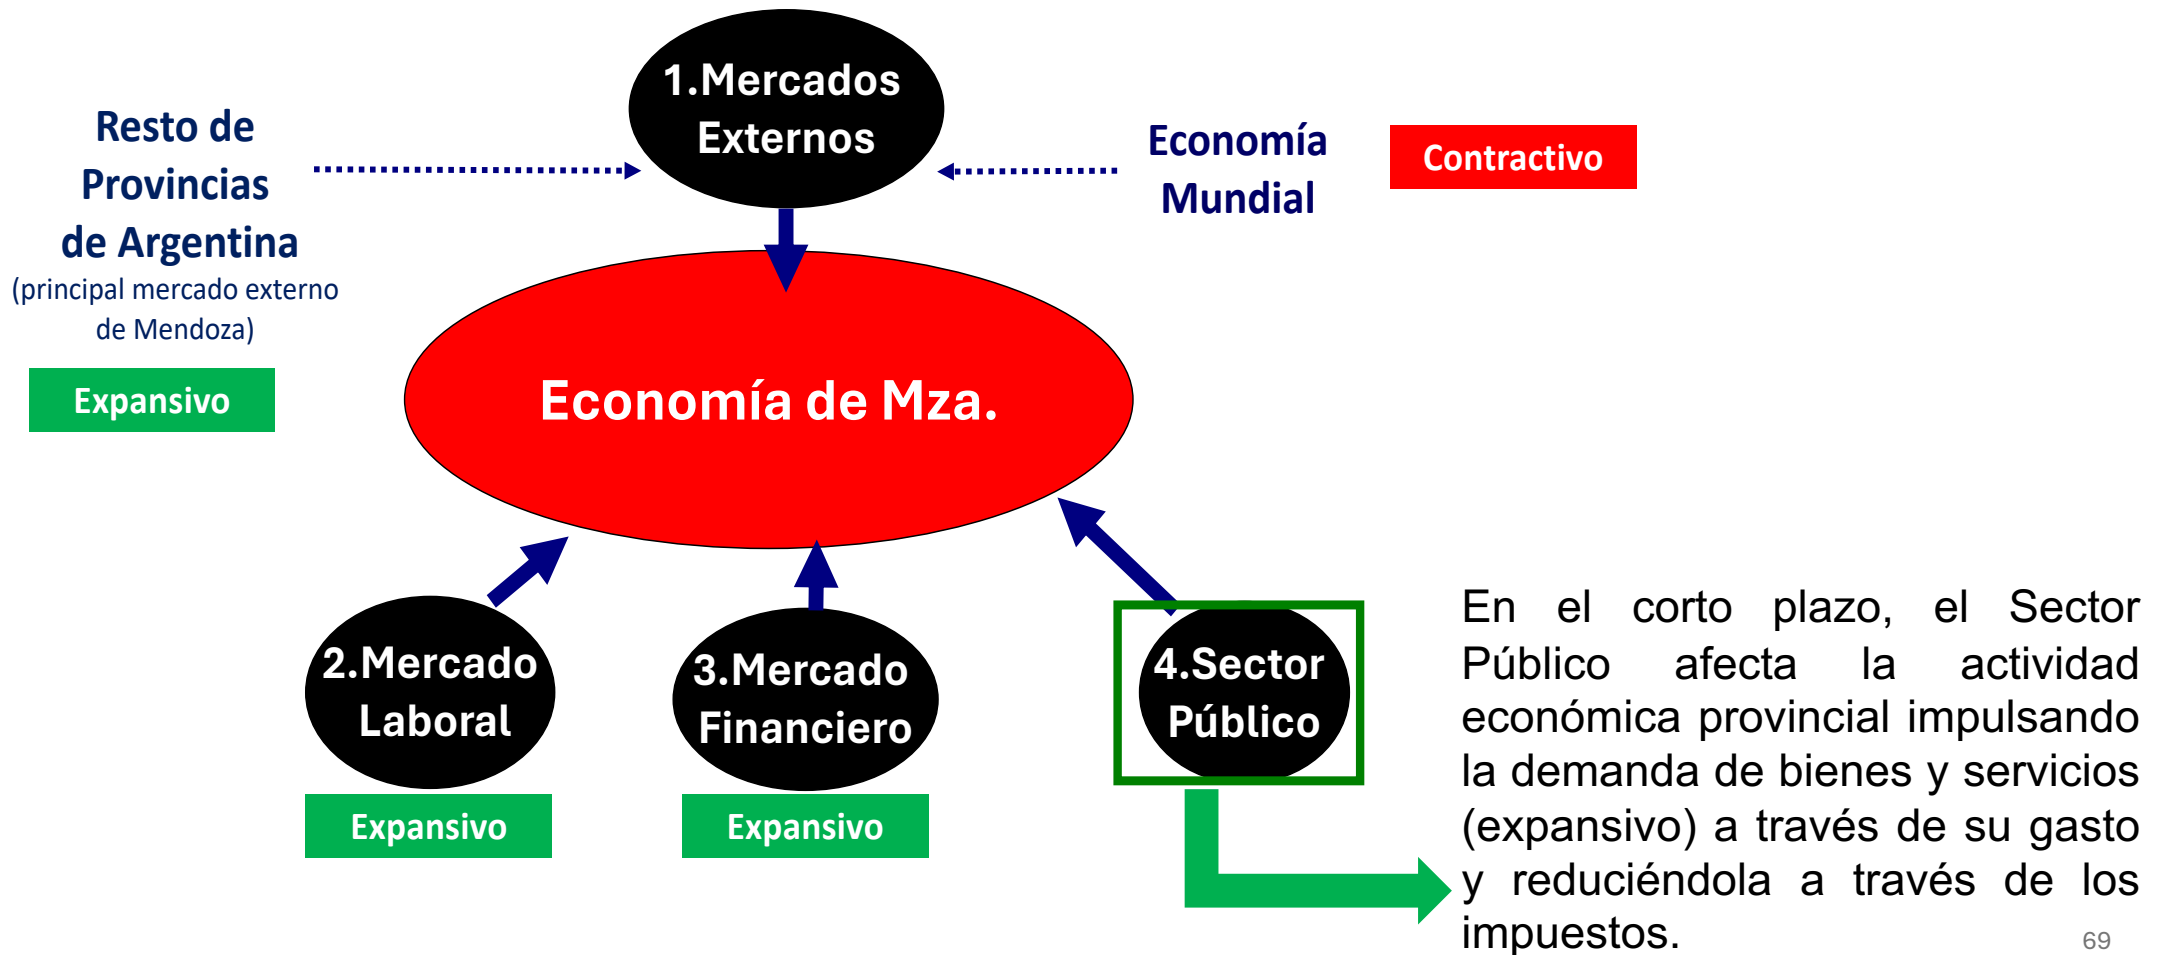 1.Mercados
Externos
Resto de
Provincias
de Argentina
(principal mercado externo
de Mendoza)
Expansivo
Economía
Mundial
Contractivo
Economía de Mza.
2.Mercado
Laboral
Expansivo
3.Mercado
Financiero
Expansivo
4.Sector
Público
En el corto plazo, el Sector
Público afecta la actividad
económica provincial impulsando
la demanda de bienes y servicios
(expansivo) a través de su gasto
y reduciéndola a través de los
impuestos.
69